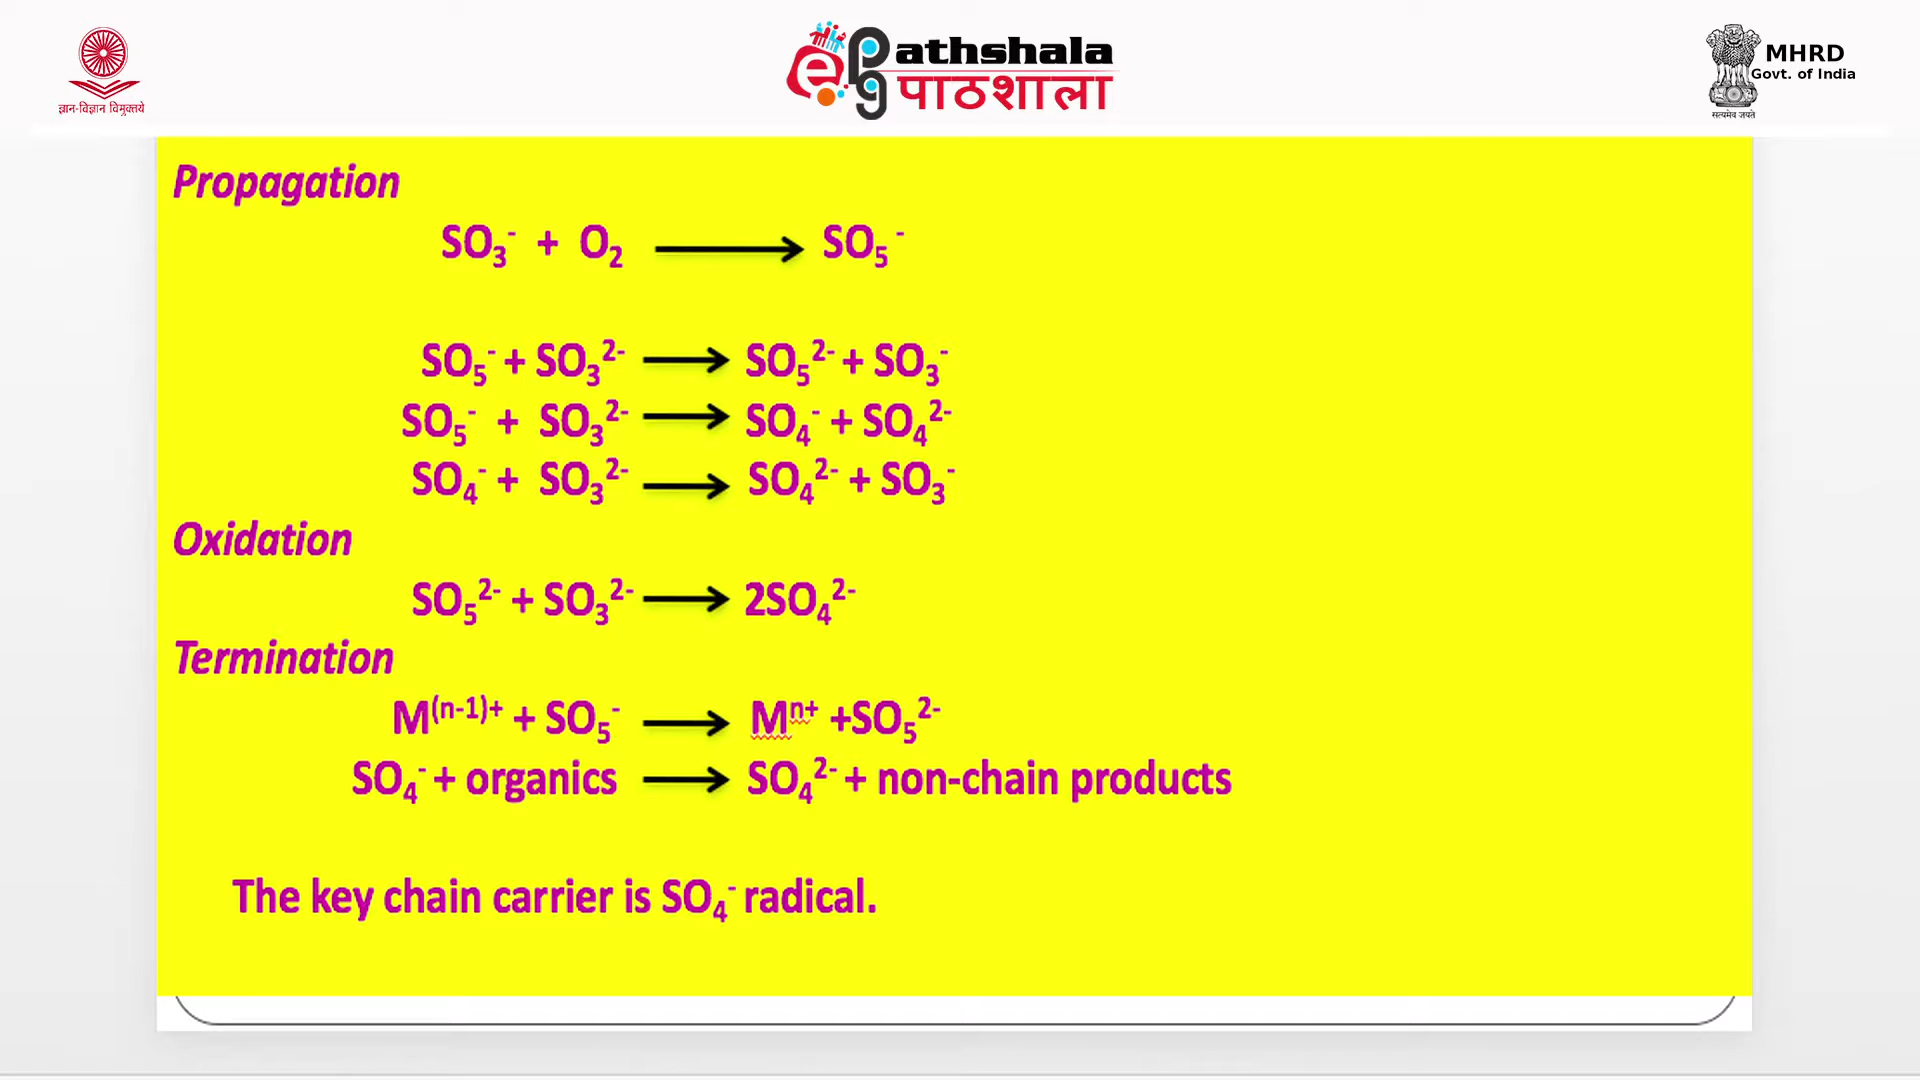 ज्ञान-विज्ञान विमुक्तये
e PG athshala
पाठशाला
MHRD
Govt. of India
सत्यमेव जयते
Propagation
SO₃⁻ + O₂ ⟶ SO₅⁻
SO₅⁻ + SO₃²⁻ ⟶ SO₅²⁻ + SO₃⁻
SO₅⁻ + SO₃²⁻ ⟶ SO₄⁻ + SO₄²⁻
SO₄⁻ + SO₃²⁻ ⟶ SO₄²⁻ + SO₃⁻
Oxidation
SO₅²⁻ + SO₃²⁻ ⟶ 2SO₄²⁻
Termination
M⁽ⁿ⁻¹⁾⁺ + SO₅⁻ ⟶ Mⁿ⁺ +SO₅²⁻
SO₄⁻ + organics ⟶ SO₄²⁻ + non-chain products
The key chain carrier is SO₄⁻ radical.